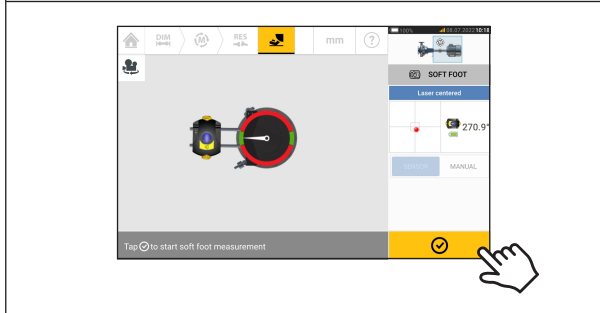 100% 08.07.2022 10:18
DIM
M
RES
mm
?
SOFT FOOT
Laser centered
270.9°
SENSOR MANUAL
Tap to start soft foot measurement